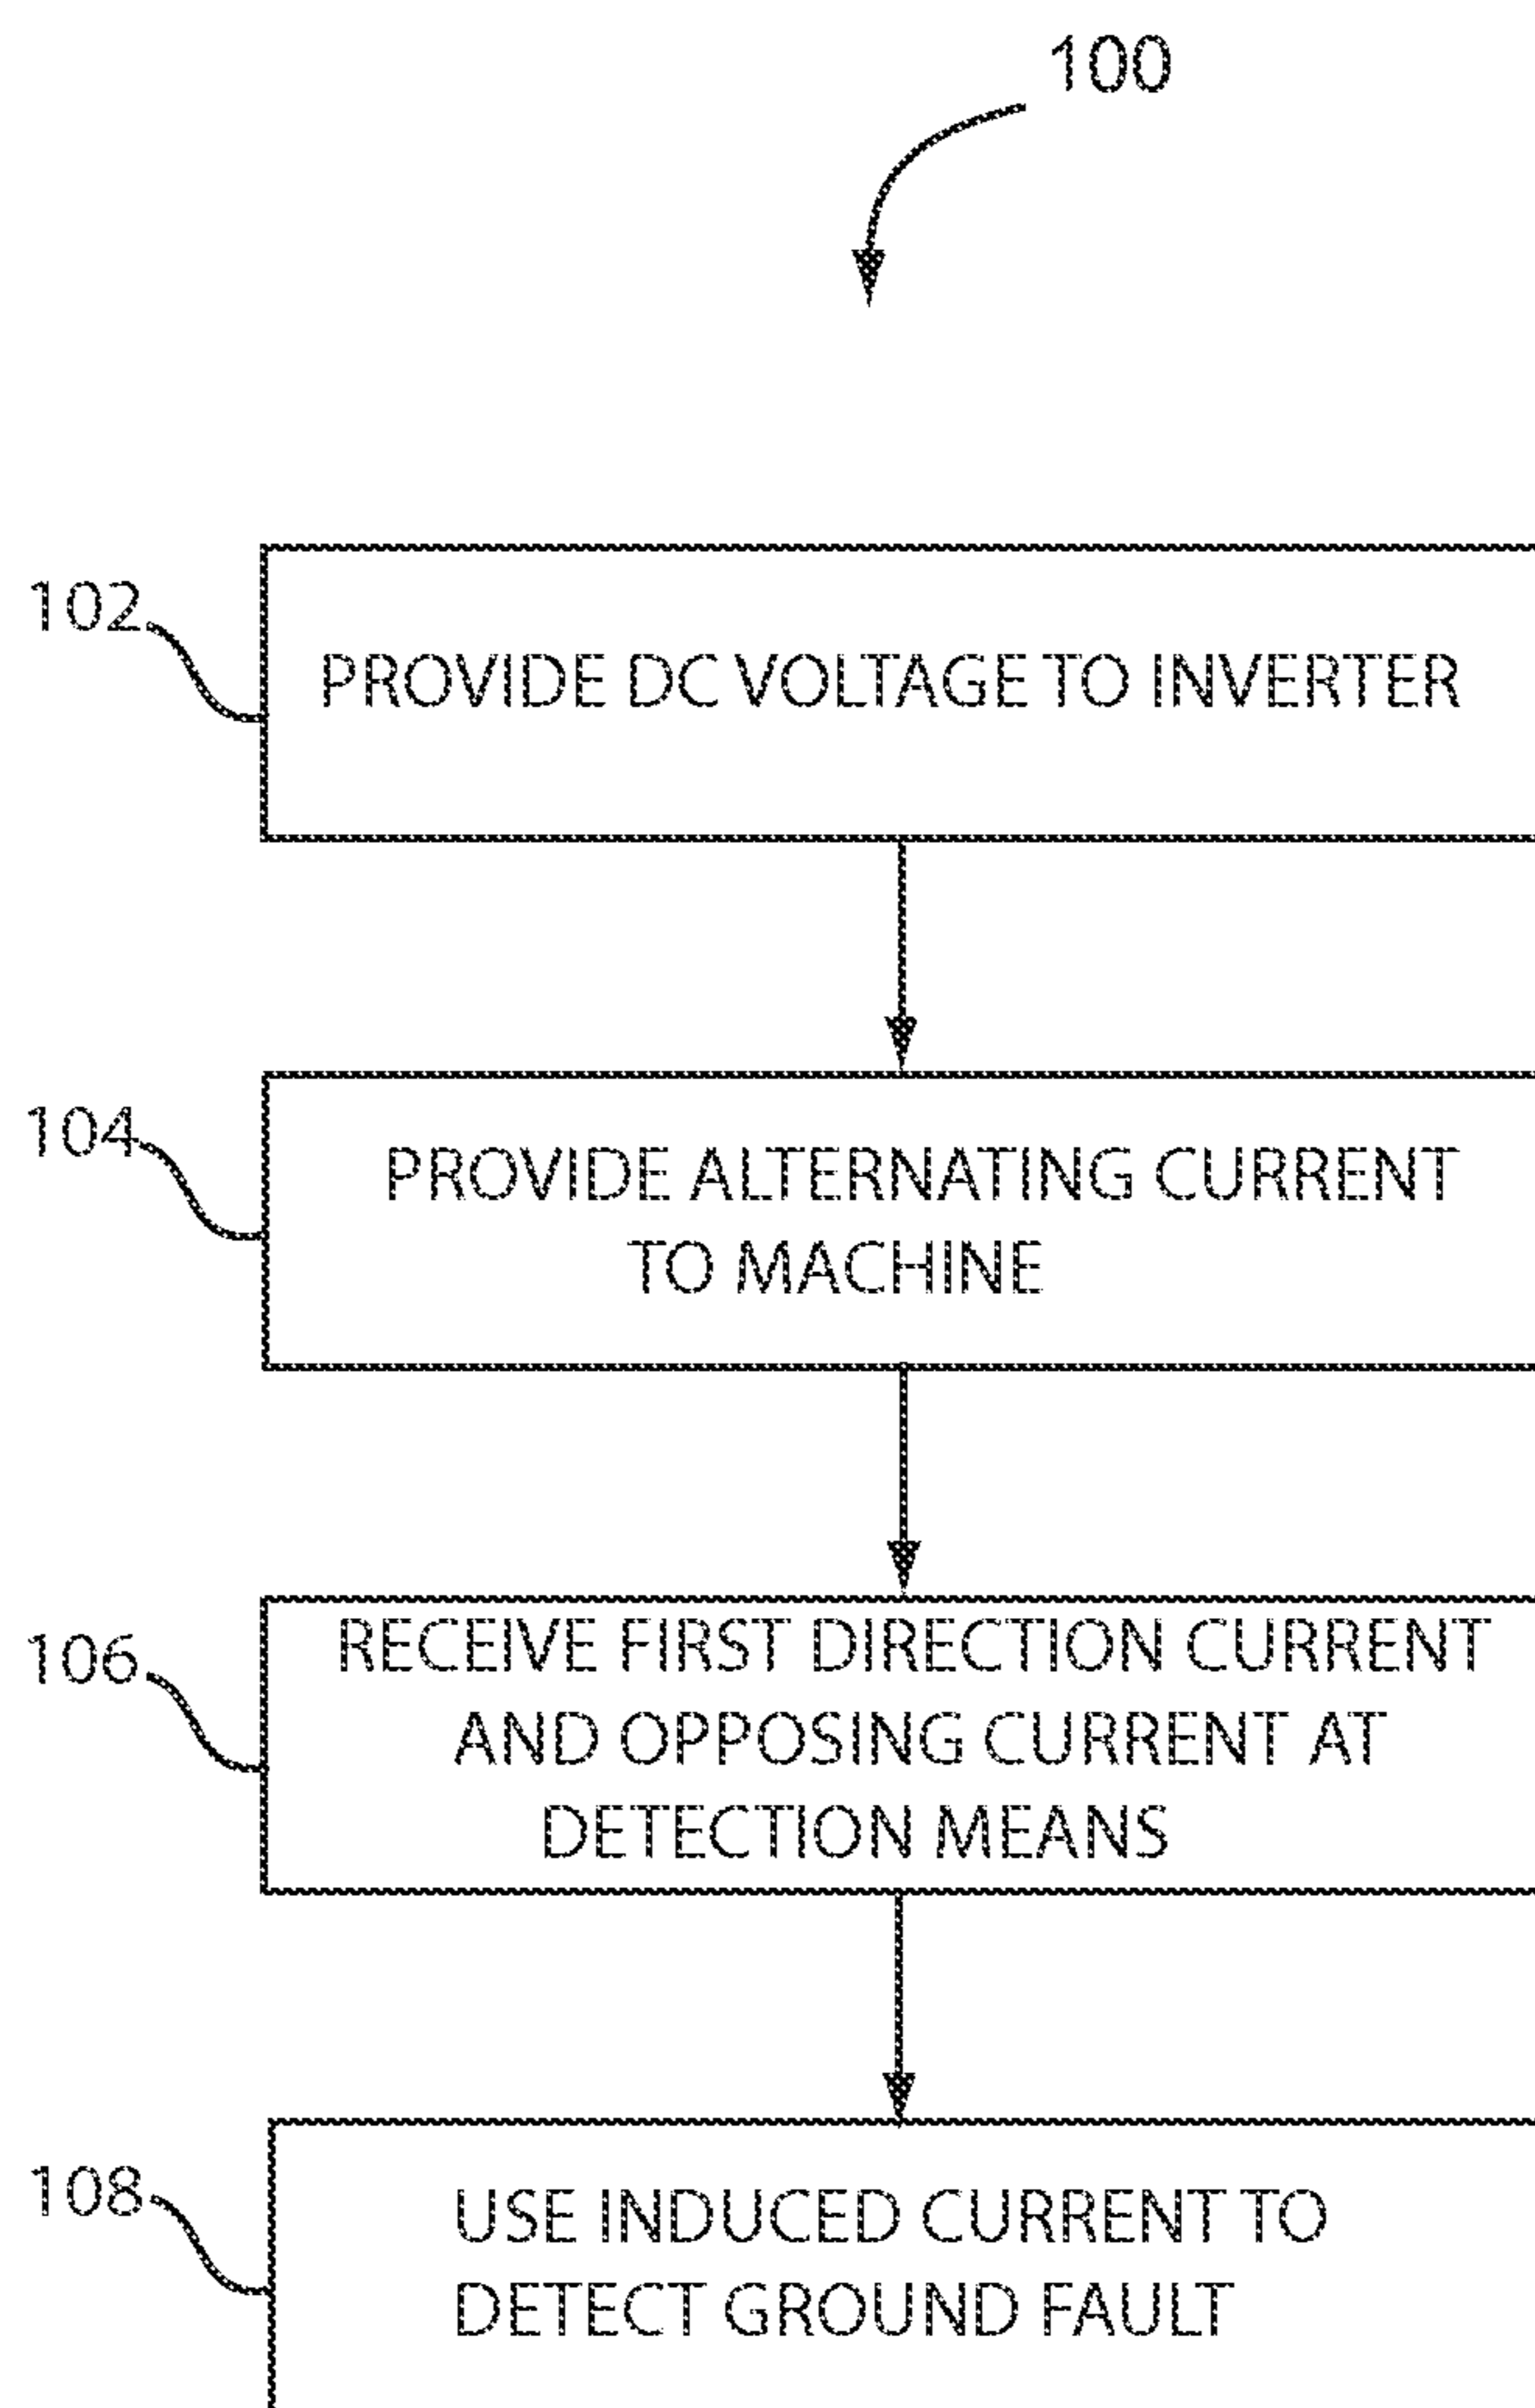 100
102
PROVIDE DC VOLTAGE TO INVERTER
104
PROVIDE ALTERNATING CURRENT
TO MACHINE
106
RECEIVE FIRST DIRECTION CURRENT
AND OPPOSING CURRENT AT
DETECTION MEANS
108
USE INDUCED CURRENT TO
DETECT GROUND FAULT